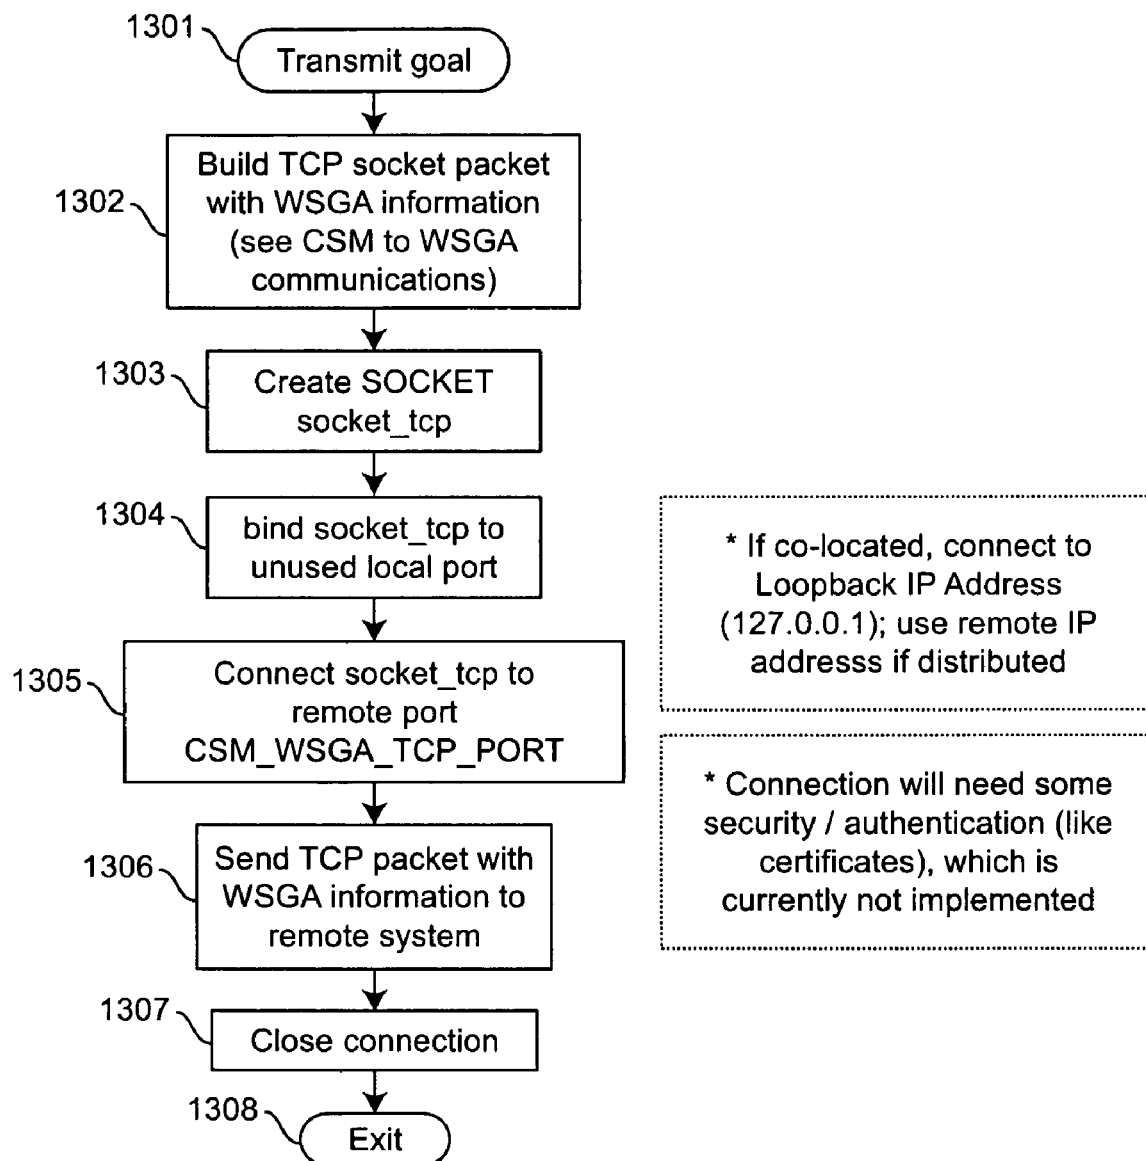 1301
Transmit goal
1302
Build TCP socket packet
with WSGA information
(see CSM to WSGA
communications)
1303
Create SOCKET
socket_tcp
1304
bind socket_tcp to
unused local port
1305
Connect socket_tcp to
remote port
CSM_WSGA_TCP_PORT
1306
Send TCP packet with
WSGA information to
remote system
1307
Close connection
1308
Exit
* If co-located, connect to
Loopback IP Address
(127.0.0.1); use remote IP
addresss if distributed
* Connection will need some
security / authentication (like
certificates), which is
currently not implemented